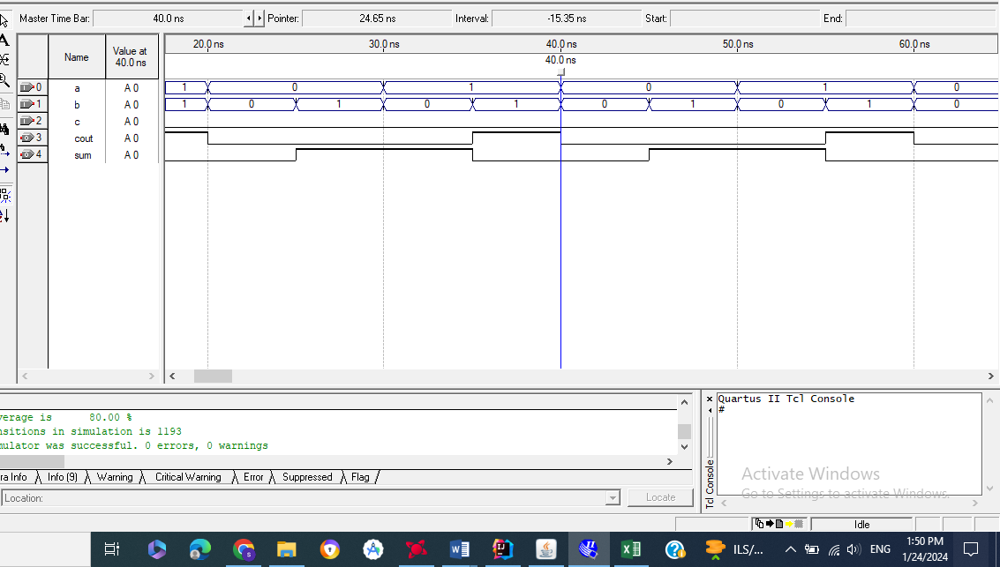 Master Time Bar: 40.0 ns Pointer: 24.65 ns Interval: -15.35 ns Start: End:
Name Value at 40.0 ns
20.0 ns 30.0 ns 40.0 ns 50.0 ns 60.0 ns
40.0 ns
0 a A 0 1 0 1 0 1 0
1 b A 0 1 0 1 0 1 0 1 0 1 0
2 c A 0
3 cout A 0
4 sum A 0
verage is 80.00 %
nsitions in simulation is 1193
mulator was successful. 0 errors, 0 warnings
ra Info Info (9) Warning Critical Warning Error Suppressed Flag
Location: Locate
Tcl Console
Quartus II Tcl Console
#
Activate Windows
Go to Settings to activate Windows.
Idle
ILS/... ENG 1:50 PM
1/24/2024